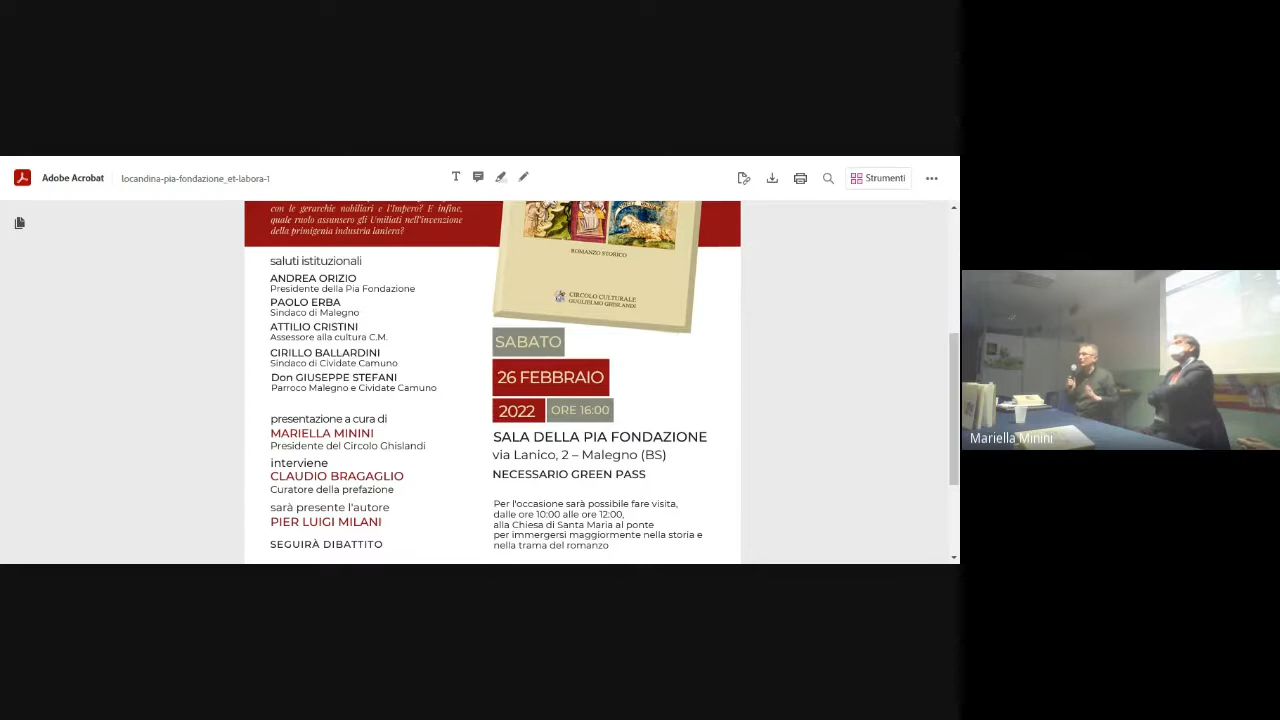 Adobe Acrobat
locandina-pia-fondazione_et-labora-1
Strumenti
con le gerarchie nobiliari e l'Impero? E infine,
quale ruolo assunsero gli Umiliati nell'invenzione
della primigenia industria laniera?
saluti istituzionali
ANDREA ORIZIO
Presidente della Pia Fondazione
PAOLO ERBA
Sindaco di Malegno
ATTILIO CRISTINI
Assessore alla cultura C.M.
CIRILLO BALLARDINI
Sindaco di Cividate Camuno
Don GIUSEPPE STEFANI
Parroco Malegno e Cividate Camuno
presentazione a cura di
MARIELLA MININI
Presidente del Circolo Ghislandi
interviene
CLAUDIO BRAGAGLIO
Curatore della prefazione
sarà presente l'autore
PIER LUIGI MILANI
SEGUIRÀ DIBATTITO
ROMANZO STORICO
CIRCOLO CULTURALE
GUGLIELMO GHISLANDI
SABATO
26 FEBBRAIO
2022 ORE 16:00
SALA DELLA PIA FONDAZIONE
via Lanico, 2 – Malegno (BS)
NECESSARIO GREEN PASS
Per l'occasione sarà possibile fare visita,
dalle ore 10:00 alle ore 12:00,
alla Chiesa di Santa Maria al ponte
per immergersi maggiormente nella storia e
nella trama del romanzo
Mariella Minini